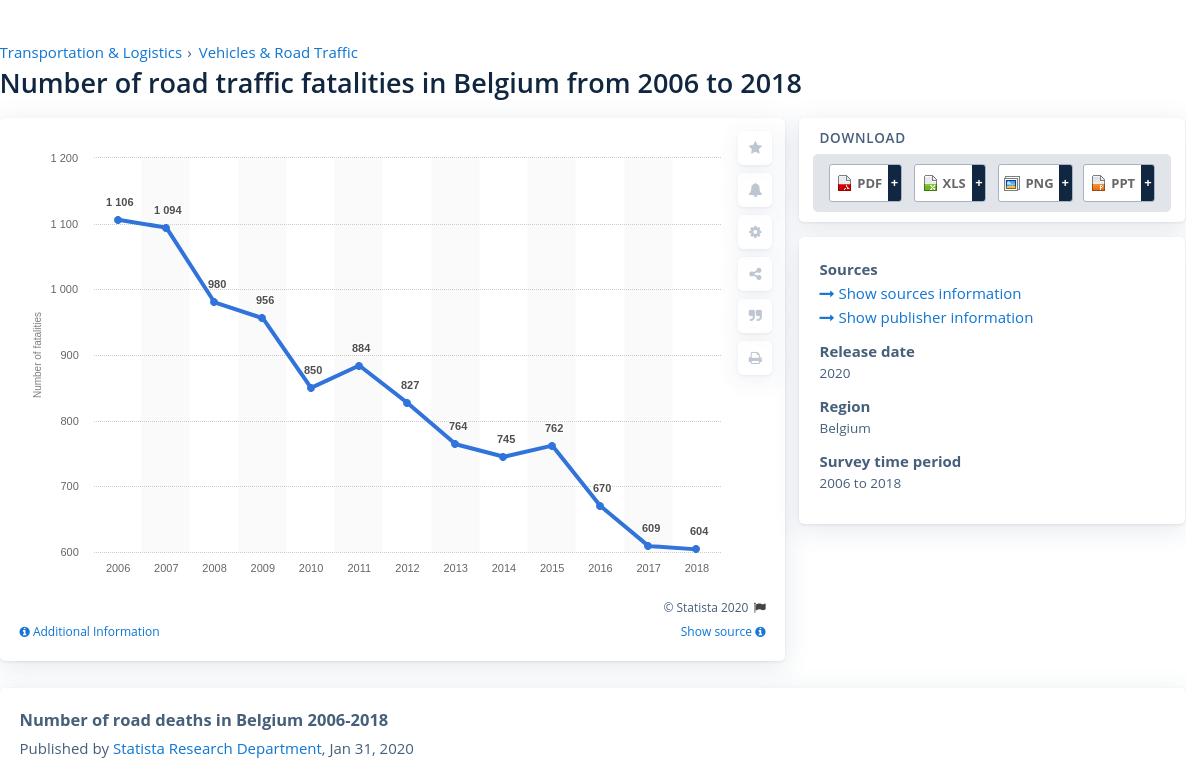 Transportation & Logistics › Vehicles & Road Traffic
Number of road traffic fatalities in Belgium from 2006 to 2018
Number of fatalities
1 200
1 100
1 000
900
800
700
600
1 106
1 094
980
956
850
884
827
764
745
762
670
609
604
2006 2007 2008 2009 2010 2011 2012 2013 2014 2015 2016 2017 2018
© Statista 2020
Additional Information
Show source
DOWNLOAD
PDF + XLS + PNG + PPT +
Sources
Show sources information
Show publisher information
Release date
2020
Region
Belgium
Survey time period
2006 to 2018
Number of road deaths in Belgium 2006-2018
Published by Statista Research Department, Jan 31, 2020